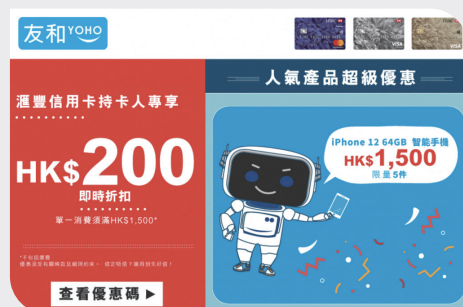 友和 YOHO
滙豐信用卡持卡人專享
HK$200
即時折扣
單一消費須滿HK$1,500*
查看優惠碼 ▶
人氣產品超級優惠
iPhone 12 64GB 智能手機
HK$1,500
限量5件
VISA
VISA